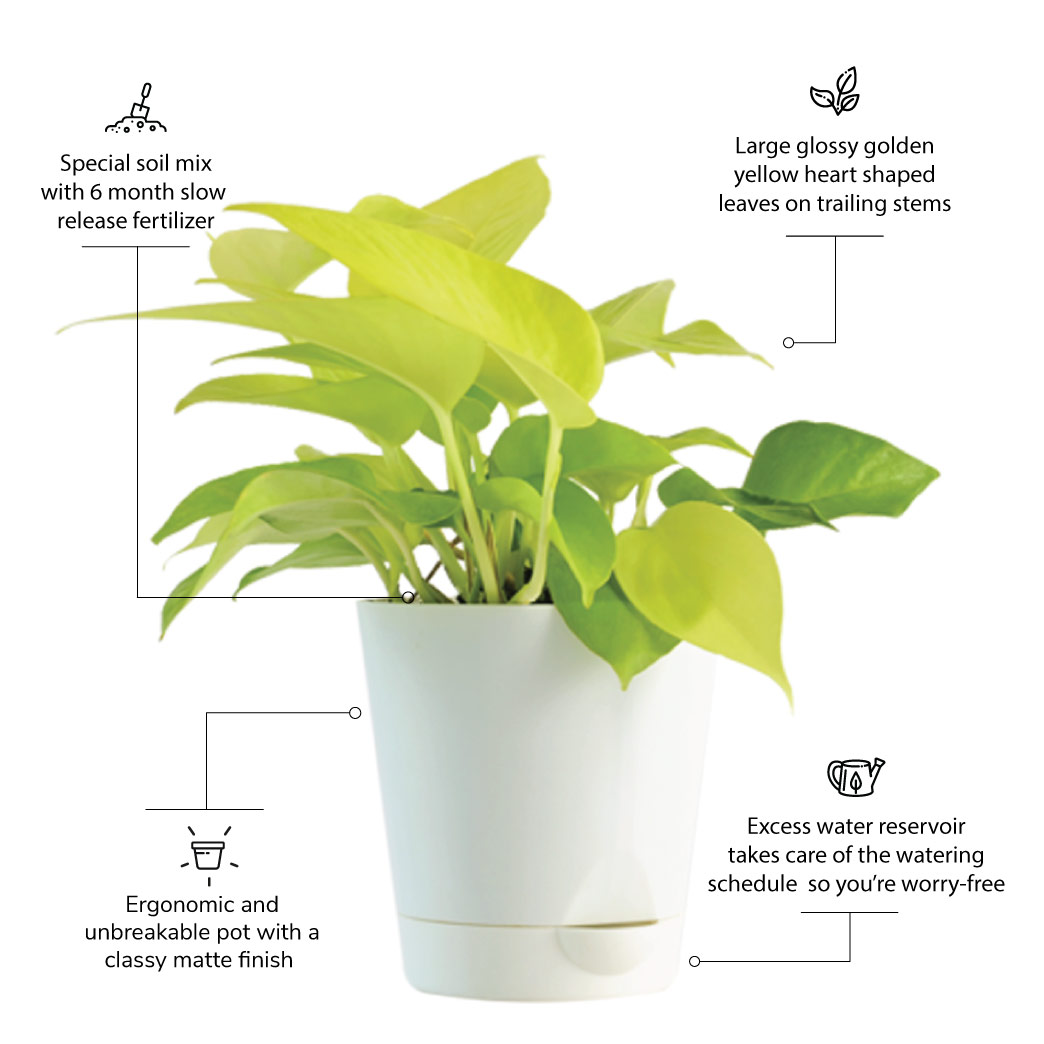 Special soil mix
with 6 month slow
release fertilizer
Large glossy golden
yellow heart shaped
leaves on trailing stems
Ergonomic and
unbreakable pot with a
classy matte finish
Excess water reservoir
takes care of the watering
schedule  so you’re worry-free